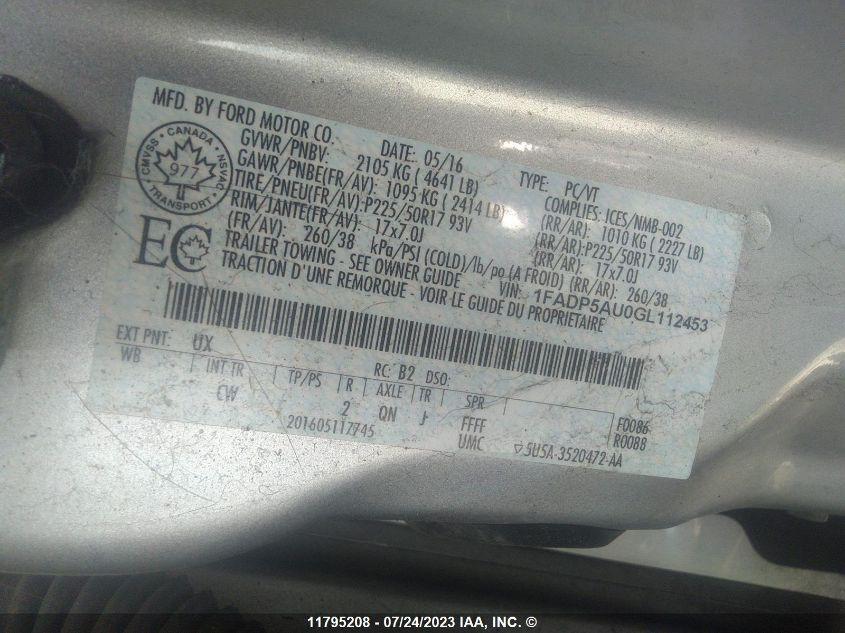 MFD. BY FORD MOTOR CO.
DATE: 05/16 TYPE: PC/VT
GVWR/PNBV: 2105 KG ( 4641 LB) COMPLIES: ICES/NMB-002
GAWR/PNBE(FR/AV): 1095 KG ( 2414 LB) (RR/AR): 1010 KG ( 2227 LB)
TIRE/PNEU(FR/AV):P225/50R17 93V (RR/AR):P225/50R17 93V
RIM/JANTE(FR/AV): 17x7.0J (RR/AR): 17x7.0J
(FR/AV): 260/38 kPa/PSI (COLD)/lb/po (A FROID) (RR/AR): 260/38
TRAILER TOWING - SEE OWNER GUIDE VIN: 1FADP5AU0GL112453
TRACTION D'UNE REMORQUE - VOIR LE GUIDE DU PROPRIETAIRE
CMVSS CANADA NSVAC
977
TRANSPORT
EC
EXT PNT: UX RC: B2 DSO:
WB INT TR TP/PS R AXLE TR SPR F0086
CW 2 QN FFFF R0088
201605117745 UMC 5U5A-3520472-AA
11795208 - 07/24/2023 IAA, INC. ©